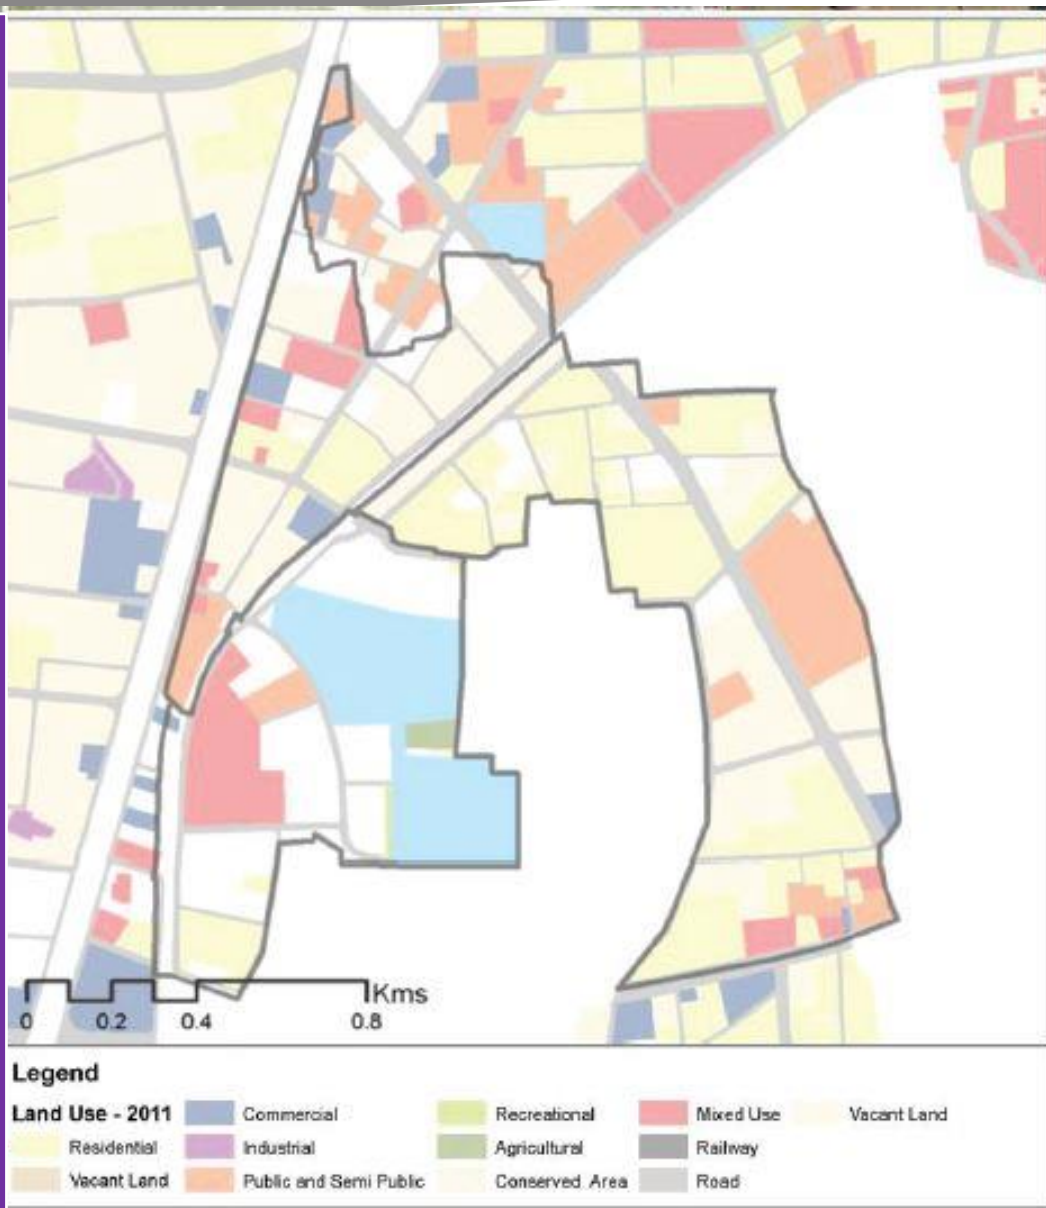 Kms
0 0.2 0.4 0.8
Legend
Land Use - 2011 Commercial Recreational Mixed Use Vacant Land
Residential Industrial Agricultural Railway
Vacant Land Public and Semi Public Conserved Area Road